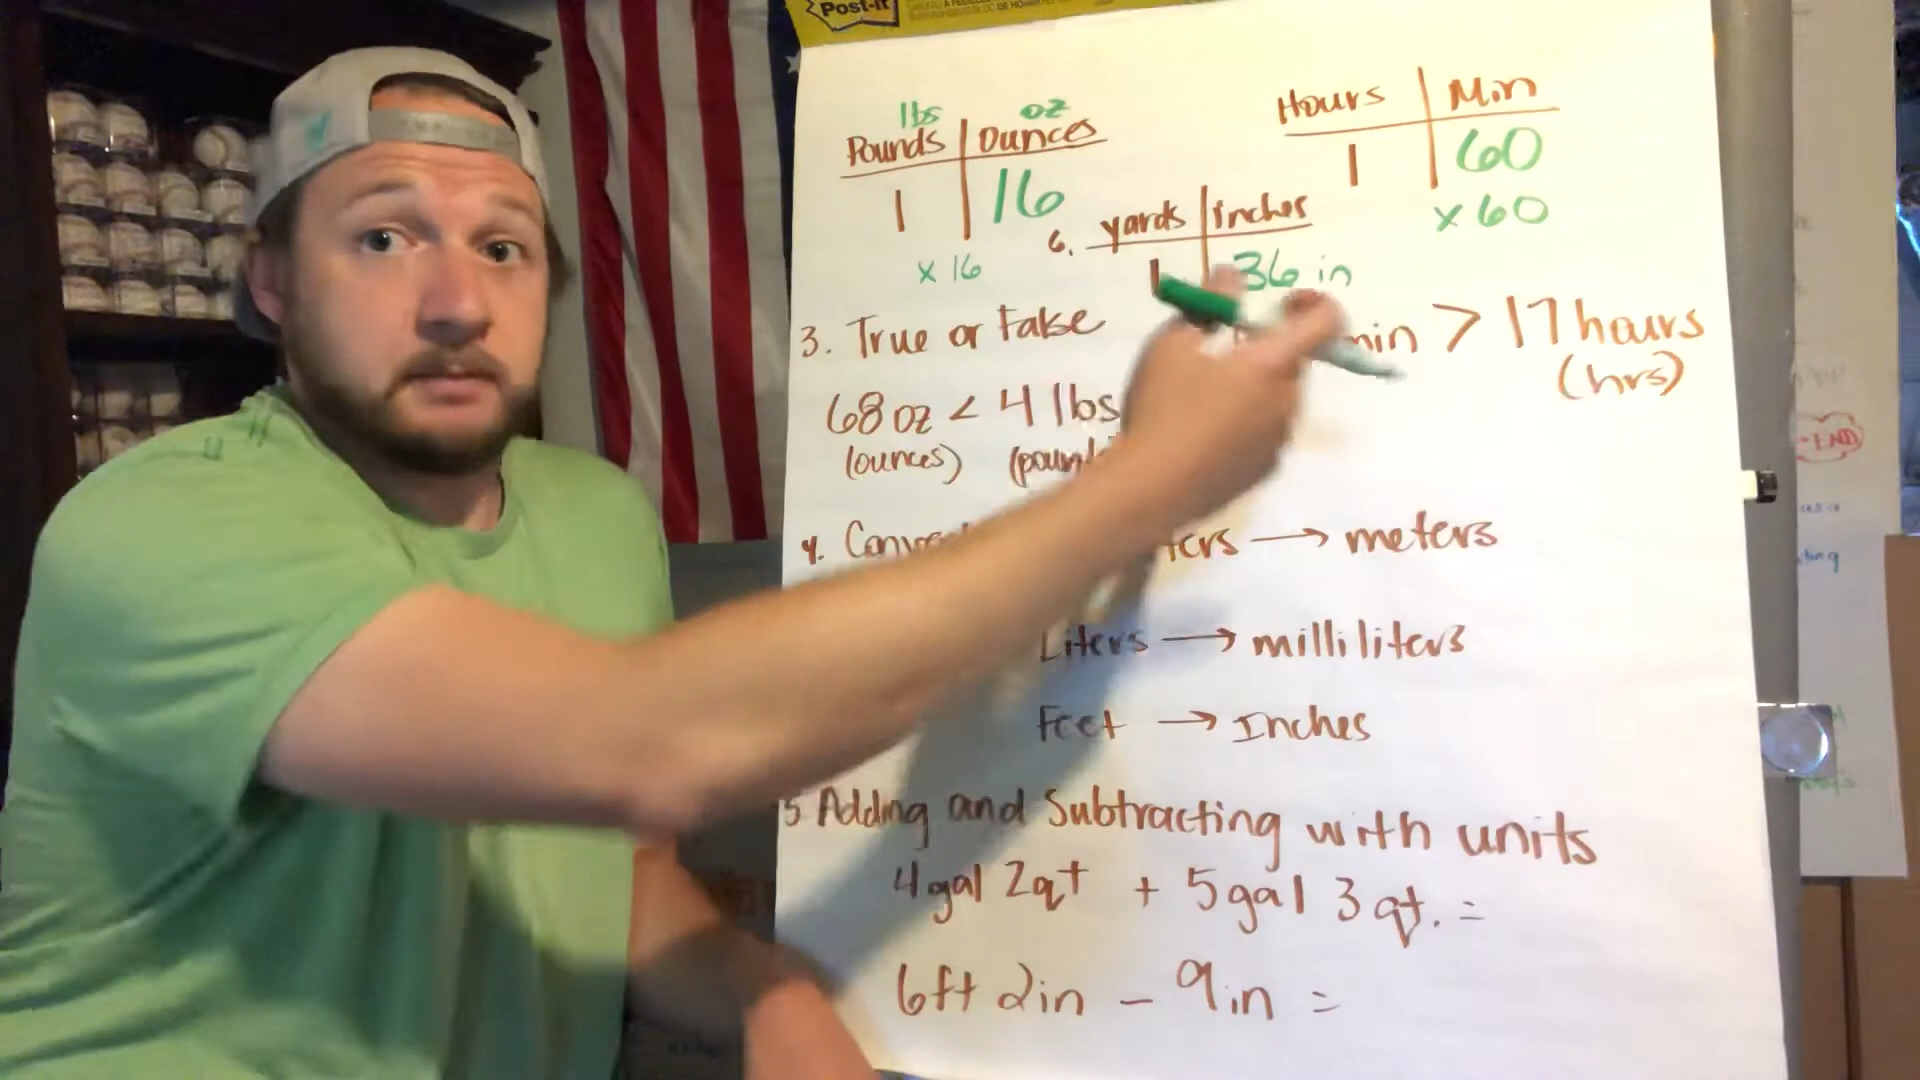 Post-it
lbs oz
Pounds Ounces
1 16
x 16
Hours Min
1 60
x 60
6. yards inches
1 36 in
3. True or False
min > 17 hours
(hrs)
68 oz < 4 lbs
(ounces)
4.
→ meters
Liters → milliliters
Feet → Inches
5 Adding and Subtracting with units
4 gal 2qt + 5 gal 3 qt. =
6ft 2in - 9in =
END